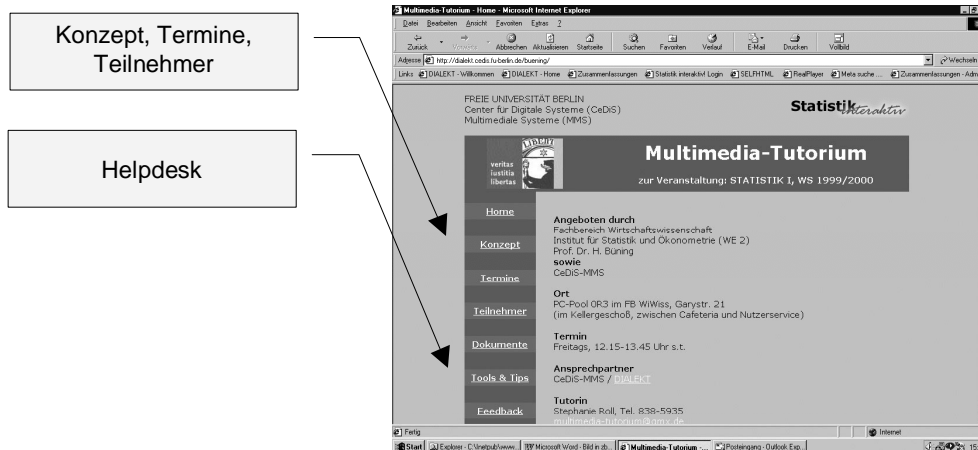 Konzept, Termine,
Teilnehmer
Helpdesk
Multimedia-Tutorium - Home - Microsoft Internet Explorer
Datei Bearbeiten Ansicht Favoriten Extras ?
Zurück Vorwärts Abbrechen Aktualisieren Startseite Suchen Favoriten Verlauf E-Mail Drucken Vollbild
Adresse http://dialekt.cedis.fu-berlin.de/buening/ Wechseln
Links DIALEKT - Willkommen DIALEKT - Home Zusammenfassungen Statistik interaktiv! Login SELFHTML RealPlayer Meta suche .... Zusammenfassungen - Adm
FREIE UNIVERSITÄT BERLIN
Center für Digitale Systeme (CeDiS)
Multimediale Systeme (MMS)
Statistik interaktiv
veritas
iustitia
libertas
LIBERT
Multimedia-Tutorium
zur Veranstaltung: STATISTIK I, WS 1999/2000
Home
Konzept
Termine
Teilnehmer
Dokumente
Tools & Tips
Feedback
Angeboten durch
Fachbereich Wirtschaftswissenschaft
Institut für Statistik und Ökonometrie (WE 2)
Prof. Dr. H. Büning
sowie
CeDiS-MMS
Ort
PC-Pool 0R3 im FB WiWiss, Garystr. 21
(im Kellergeschoß, zwischen Cafeteria und Nutzerservice)
Termin
Freitags, 12.15-13.45 Uhr s.t.
Ansprechpartner
CeDiS-MMS / DIALEKT
Tutorin
Stephanie Roll, Tel. 838-5935
multimedia-tutorium@gmx.de
Fertig Internet
Start Explorer - C:\Inetpub\www... Microsoft Word - Bild in zb... Multimedia-Tutorium -... Posteingang - Outlook Exp... 15